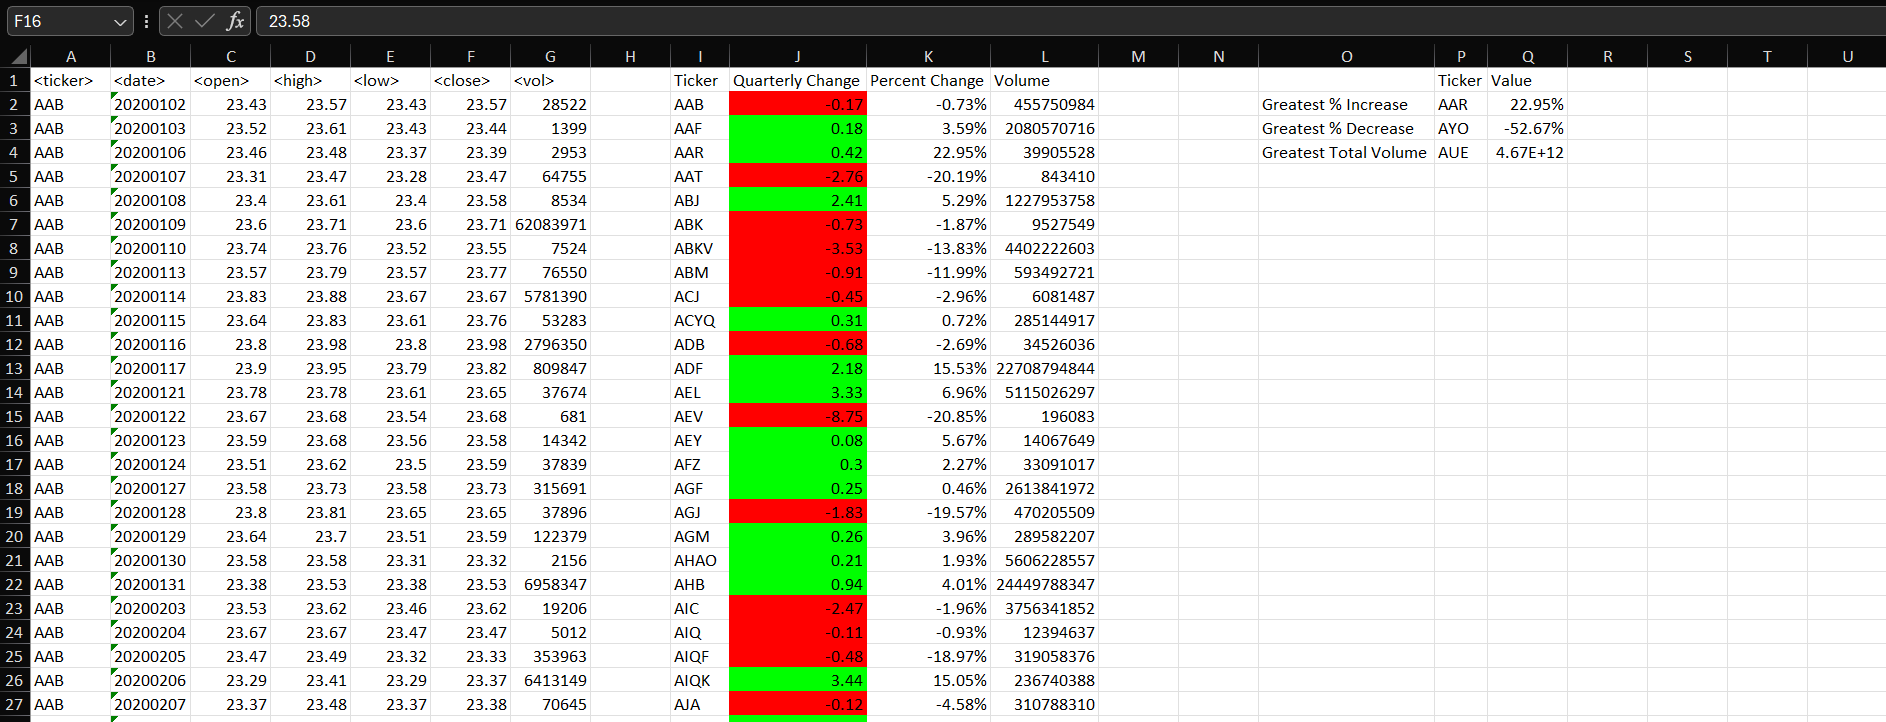 F16 fx 23.58
A B C D E F G H I J K L M N O P Q R S T U
1 <ticker> <date> <open> <high> <low> <close> <vol> Ticker Quarterly Change Percent Change Volume Ticker Value
2 AAB 20200102 23.43 23.57 23.43 23.57 28522 AAB -0.17 -0.73% 455750984 Greatest % Increase AAR 22.95%
3 AAB 20200103 23.52 23.61 23.43 23.44 1399 AAF 0.18 3.59% 2080570716 Greatest % Decrease AYO -52.67%
4 AAB 20200106 23.46 23.48 23.37 23.39 2953 AAR 0.42 22.95% 39905528 Greatest Total Volume AUE 4.67E+12
5 AAB 20200107 23.31 23.47 23.28 23.47 64755 AAT -2.76 -20.19% 843410
6 AAB 20200108 23.4 23.61 23.4 23.58 8534 ABJ 2.41 5.29% 1227953758
7 AAB 20200109 23.6 23.71 23.6 23.71 62083971 ABK -0.73 -1.87% 9527549
8 AAB 20200110 23.74 23.76 23.52 23.55 7524 ABKV -3.53 -13.83% 4402222603
9 AAB 20200113 23.57 23.79 23.57 23.77 76550 ABM -0.91 -11.99% 593492721
10 AAB 20200114 23.83 23.88 23.67 23.67 5781390 ACJ -0.45 -2.96% 6081487
11 AAB 20200115 23.64 23.83 23.61 23.76 53283 ACYQ 0.31 0.72% 285144917
12 AAB 20200116 23.8 23.98 23.8 23.98 2796350 ADB -0.68 -2.69% 34526036
13 AAB 20200117 23.9 23.95 23.79 23.82 809847 ADF 2.18 15.53% 22708794844
14 AAB 20200121 23.78 23.78 23.61 23.65 37674 AEL 3.33 6.96% 5115026297
15 AAB 20200122 23.67 23.68 23.54 23.68 681 AEV -8.75 -20.85% 196083
16 AAB 20200123 23.59 23.68 23.56 23.58 14342 AEY 0.08 5.67% 14067649
17 AAB 20200124 23.51 23.62 23.5 23.59 37839 AFZ 0.3 2.27% 33091017
18 AAB 20200127 23.58 23.73 23.58 23.73 315691 AGF 0.25 0.46% 2613841972
19 AAB 20200128 23.8 23.81 23.65 23.65 37896 AGJ -1.83 -19.57% 470205509
20 AAB 20200129 23.64 23.7 23.51 23.59 122379 AGM 0.26 3.96% 289582207
21 AAB 20200130 23.58 23.58 23.31 23.32 2156 AHAO 0.21 1.93% 5606228557
22 AAB 20200131 23.38 23.53 23.38 23.53 6958347 AHB 0.94 4.01% 24449788347
23 AAB 20200203 23.53 23.62 23.46 23.62 19206 AIC -2.47 -1.96% 3756341852
24 AAB 20200204 23.67 23.67 23.47 23.47 5012 AIQ -0.11 -0.93% 12394637
25 AAB 20200205 23.47 23.49 23.32 23.33 353963 AIQF -0.48 -18.97% 319058376
26 AAB 20200206 23.29 23.41 23.29 23.37 6413149 AIQK 3.44 15.05% 236740388
27 AAB 20200207 23.37 23.48 23.37 23.38 70645 AJA -0.12 -4.58% 310788310